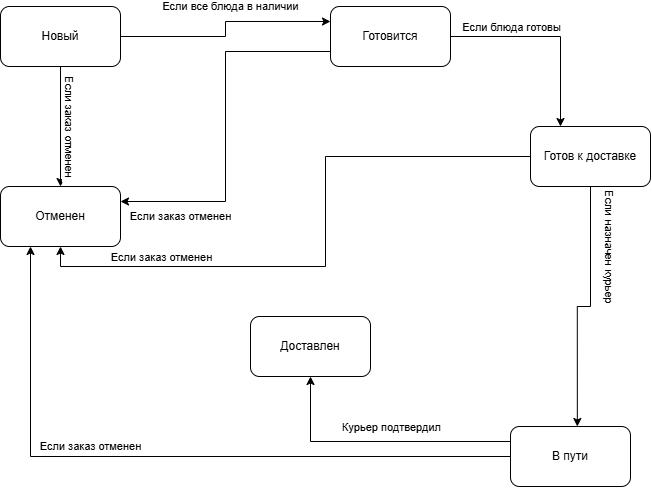 Если все блюда в наличии
Новый
Готовится
Если блюда готовы
Если заказ отменен
Готов к доставке
Отменен
Если заказ отменен
Если назначен курьер
Если заказ отменен
Доставлен
Курьер подтвердил
Если заказ отменен
В пути